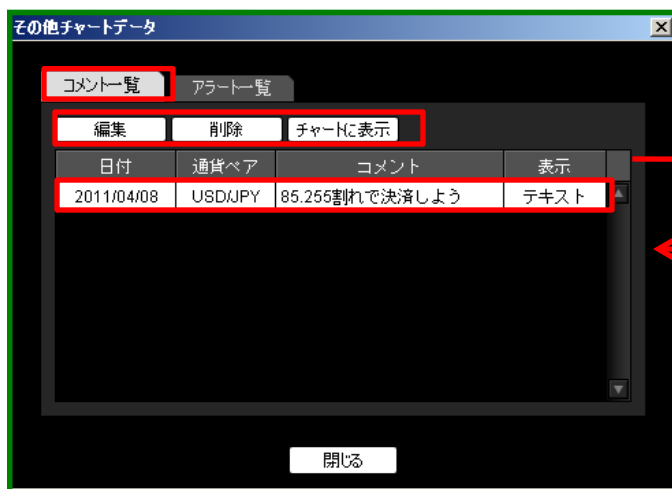 その他チャートデータ
コメント一覧 アラート一覧
編集 削除 チャートに表示
日付 通貨ペア コメント 表示
2011/04/08 USD/JPY 85.255割れで決済しよう テキスト
閉じる